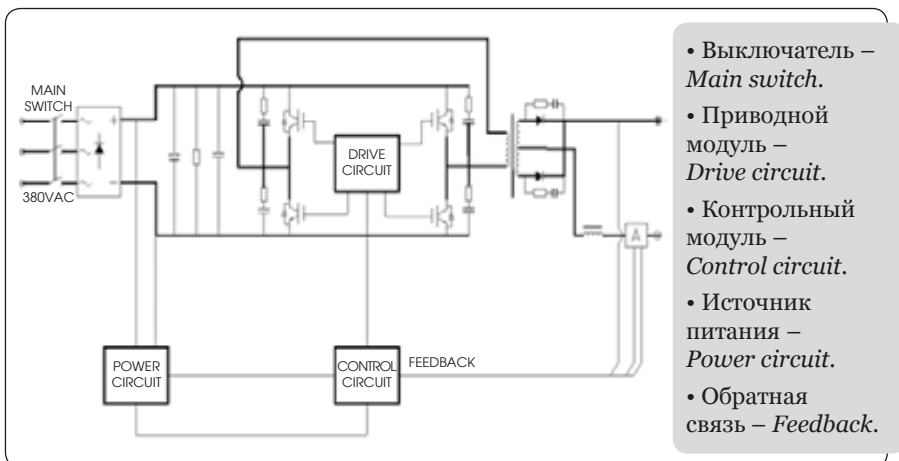 MAIN
SWITCH
380VAC
DRIVE
CIRCUIT
A
POWER
CIRCUIT
CONTROL
CIRCUIT
FEEDBACK
• Выключатель –
Main switch.
• Приводной
модуль –
Drive circuit.
• Контрольный
модуль –
Control circuit.
• Источник
питания –
Power circuit.
• Обратная
связь – Feedback.